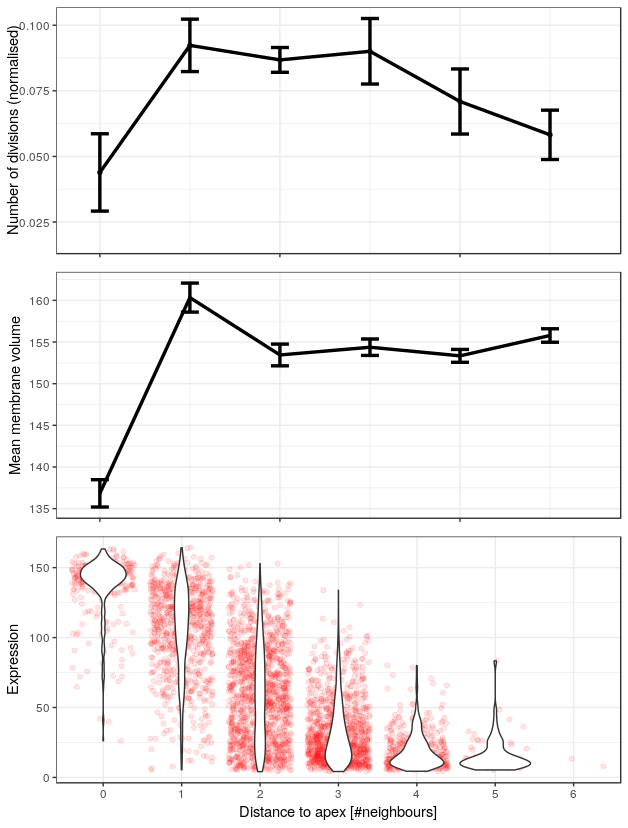 Number of divisions (normalised)
0.100
0.075
0.050
0.025
Mean membrane volume
160
155
150
145
140
135
Expression
150
100
50
0
0 1 2 3 4 5 6
Distance to apex [#neighbours]